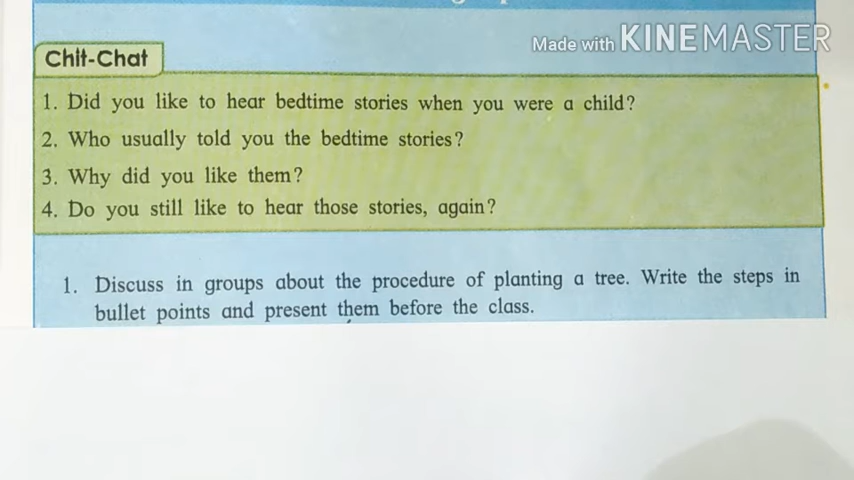 Made with KINEMASTER
Chit-Chat
1. Did you like to hear bedtime stories when you were a child?
2. Who usually told you the bedtime stories?
3. Why did you like them?
4. Do you still like to hear those stories, again?
1. Discuss in groups about the procedure of planting a tree. Write the steps in
bullet points and present them before the class.